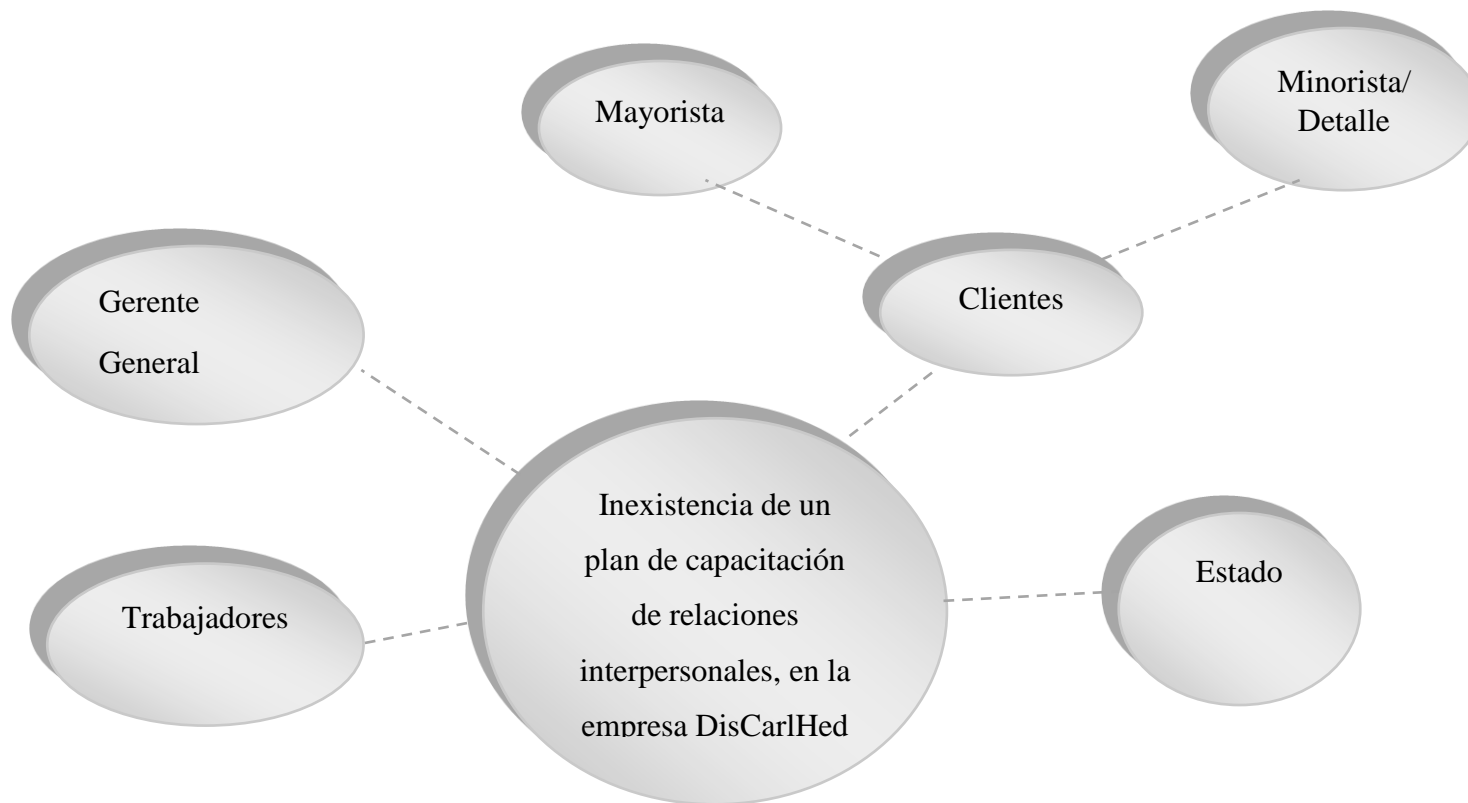 Mayorista
Minorista/
Detalle
Clientes
Gerente
General
Trabajadores
Inexistencia de un
plan de capacitación
de relaciones
interpersonales, en la
empresa DisCarlHed
Estado